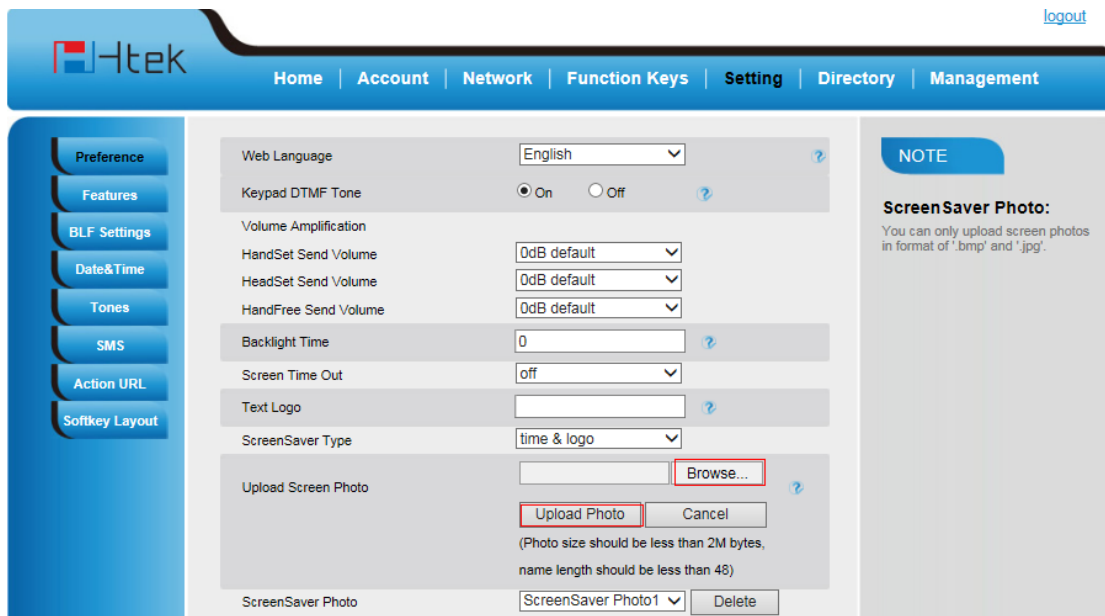 logout
Htek
Home Account Network Function Keys Setting Directory Management
Preference
Features
BLF Settings
Date&Time
Tones
SMS
Action URL
Softkey Layout
Web Language English
Keypad DTMF Tone On Off
Volume Amplification
HandSet Send Volume 0dB default
HeadSet Send Volume 0dB default
HandFree Send Volume 0dB default
Backlight Time 0
Screen Time Out off
Text Logo
ScreenSaver Type time & logo
Upload Screen Photo Browse...
Upload Photo Cancel
(Photo size should be less than 2M bytes,
name length should be less than 48)
ScreenSaver Photo ScreenSaver Photo1 Delete
NOTE
ScreenSaver Photo:
You can only upload screen photos
in format of '.bmp' and '.jpg'.